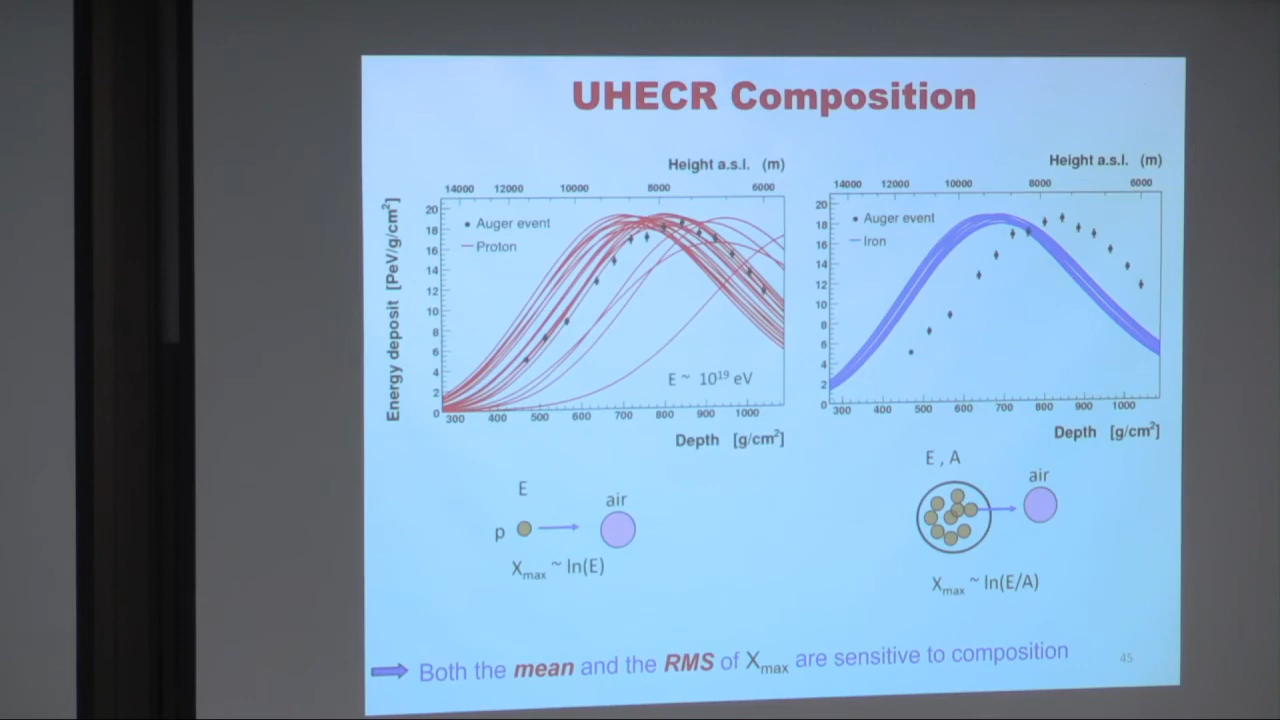 UHECR Composition
Height a.s.l. (m)
14000 12000 10000 8000 6000
Energy deposit [PeV/g/cm²]
20
18
16
14
12
10
8
6
4
2
0
Auger event
Proton
E ~ 10¹⁹ eV
300 400 500 600 700 800 900 1000
Depth [g/cm²]
Height a.s.l. (m)
14000 12000 10000 8000 6000
20
18
16
14
12
10
8
6
4
2
0
Auger event
Iron
300 400 500 600 700 800 900 1000
Depth [g/cm²]
E
p
air
Xmax ~ ln(E)
E , A
air
Xmax ~ ln(E/A)
Both the mean and the RMS of Xmax are sensitive to composition
45